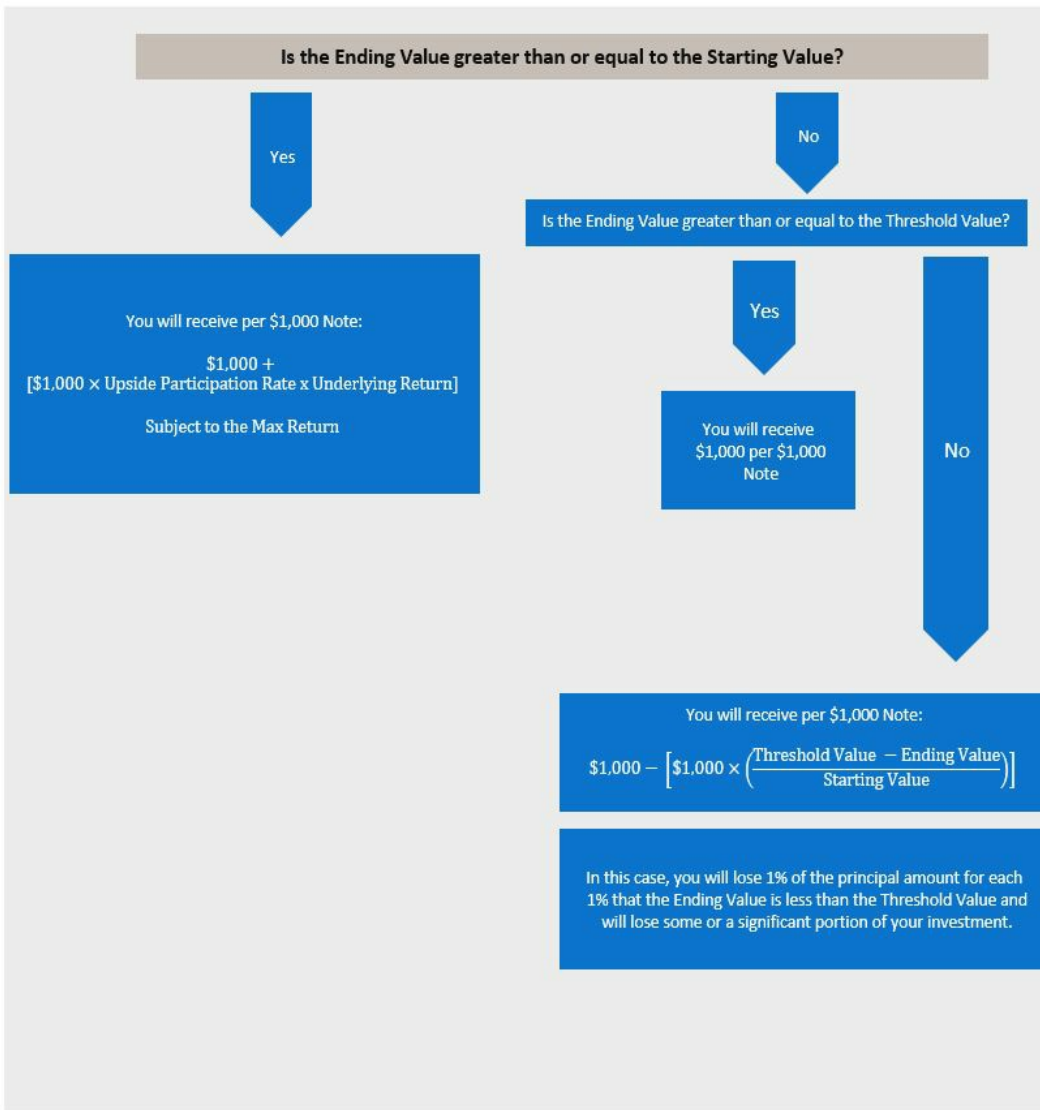 Is the Ending Value greater than or equal to the Starting Value?
Yes
No
Is the Ending Value greater than or equal to the Threshold Value?
You will receive per $1,000 Note:
$1,000 +
[$1,000 × Upside Participation Rate x Underlying Return]
Subject to the Max Return
Yes
You will receive
$1,000 per $1,000
Note
No
You will receive per $1,000 Note:
$1,000 − [$1,000 × (Threshold Value − Ending Value / Starting Value)]
In this case, you will lose 1% of the principal amount for each
1% that the Ending Value is less than the Threshold Value and
will lose some or a significant portion of your investment.